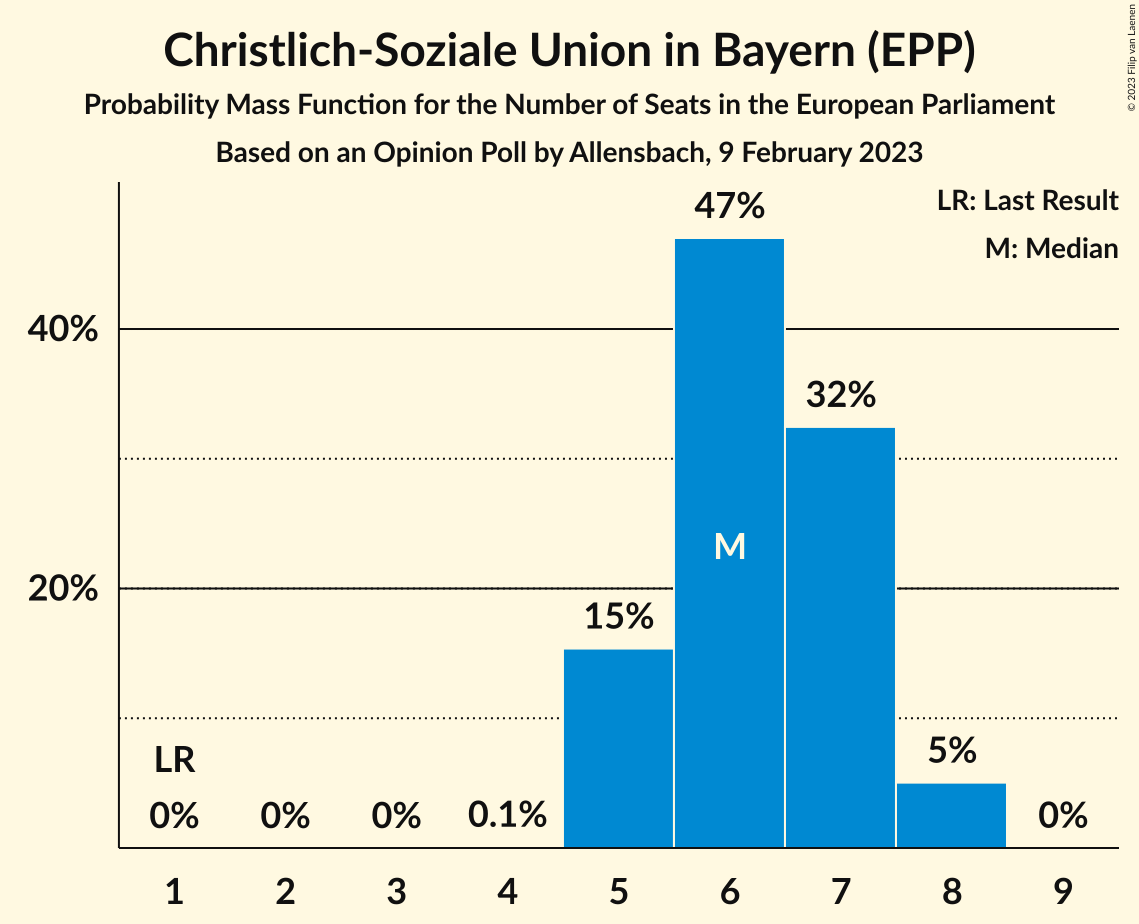 Christlich-Soziale Union in Bayern (EPP)
Probability Mass Function for the Number of Seats in the European Parliament
Based on an Opinion Poll by Allensbach, 9 February 2023
© 2023 Filip van Laenen
LR: Last Result
M: Median
47%
40%
32%
M
20%
15%
LR
5%
0%
0%
0%
0.1%
0%
1 2 3 4 5 6 7 8 9